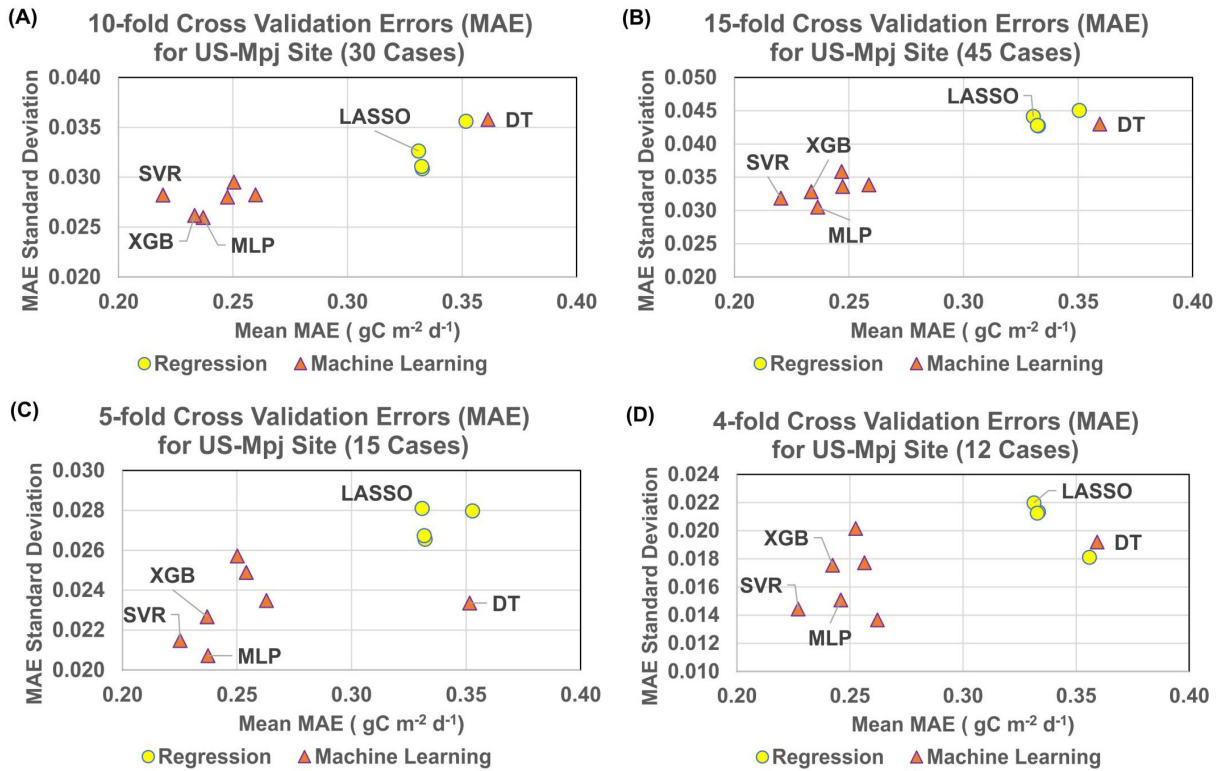 (A)
10-fold Cross Validation Errors (MAE)
for US-Mpj Site (30 Cases)
MAE Standard Deviation
0.040
0.035
0.030
0.025
0.020
LASSO
DT
SVR
XGB
MLP
0.20 0.25 0.30 0.35 0.40
Mean MAE ( gC m⁻² d⁻¹)
Regression Machine Learning
(B)
15-fold Cross Validation Errors (MAE)
for US-Mpj Site (45 Cases)
MAE Standard Deviation
0.050
0.045
0.040
0.035
0.030
0.025
0.020
LASSO
DT
XGB
SVR
MLP
0.20 0.25 0.30 0.35 0.40
Mean MAE ( gC m⁻² d⁻¹)
Regression Machine Learning
(C)
5-fold Cross Validation Errors (MAE)
for US-Mpj Site (15 Cases)
MAE Standard Deviation
0.030
0.028
0.026
0.024
0.022
0.020
LASSO
XGB
SVR
DT
MLP
0.20 0.25 0.30 0.35 0.40
Mean MAE ( gC m⁻² d⁻¹)
Regression Machine Learning
(D)
4-fold Cross Validation Errors (MAE)
for US-Mpj Site (12 Cases)
MAE Standard Deviation
0.024
0.022
0.020
0.018
0.016
0.014
0.012
0.010
LASSO
XGB
DT
SVR
MLP
0.20 0.25 0.30 0.35 0.40
Mean MAE ( gC m⁻² d⁻¹)
Regression Machine Learning